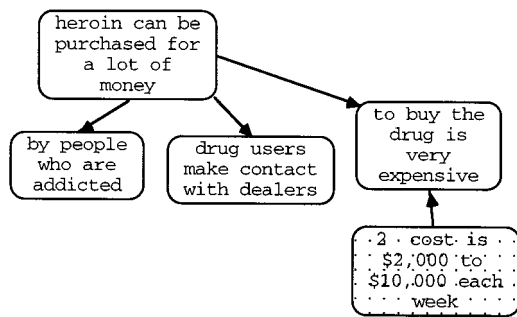 heroin can be
purchased for
a lot of
money
by people
who are
addicted
drug users
make contact
with dealers
to buy the
drug is
very
expensive
2 cost is
$2,000 to
$10,000 each
week